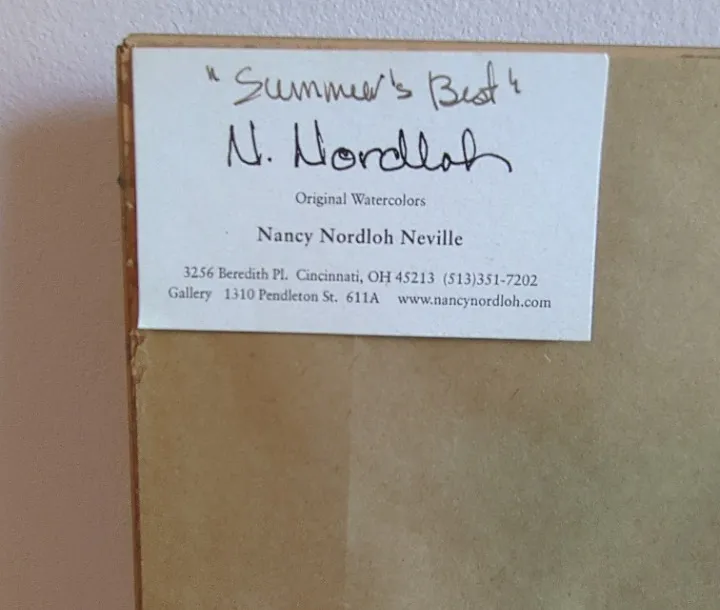 "Summer's Best"
N. Nordloh
Original Watercolors
Nancy Nordloh Neville
3256 Beredith Pl. Cincinnati, OH 45213 (513)351-7202
Gallery 1310 Pendleton St. 611A www.nancynordloh.com